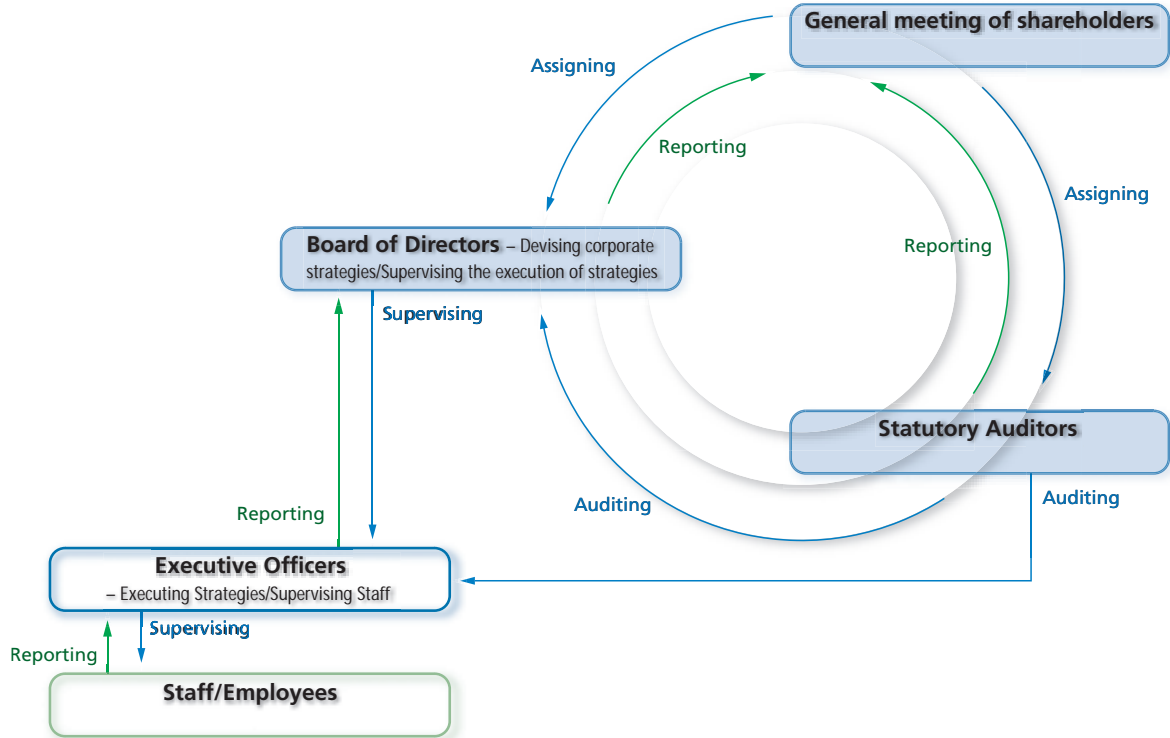 General meeting of shareholders
Assigning
Reporting
Assigning
Board of Directors – Devising corporate
strategies/Supervising the execution of strategies
Reporting
Supervising
Statutory Auditors
Auditing
Auditing
Reporting
Executive Officers
– Executing Strategies/Supervising Staff
Supervising
Reporting
Staff/Employees